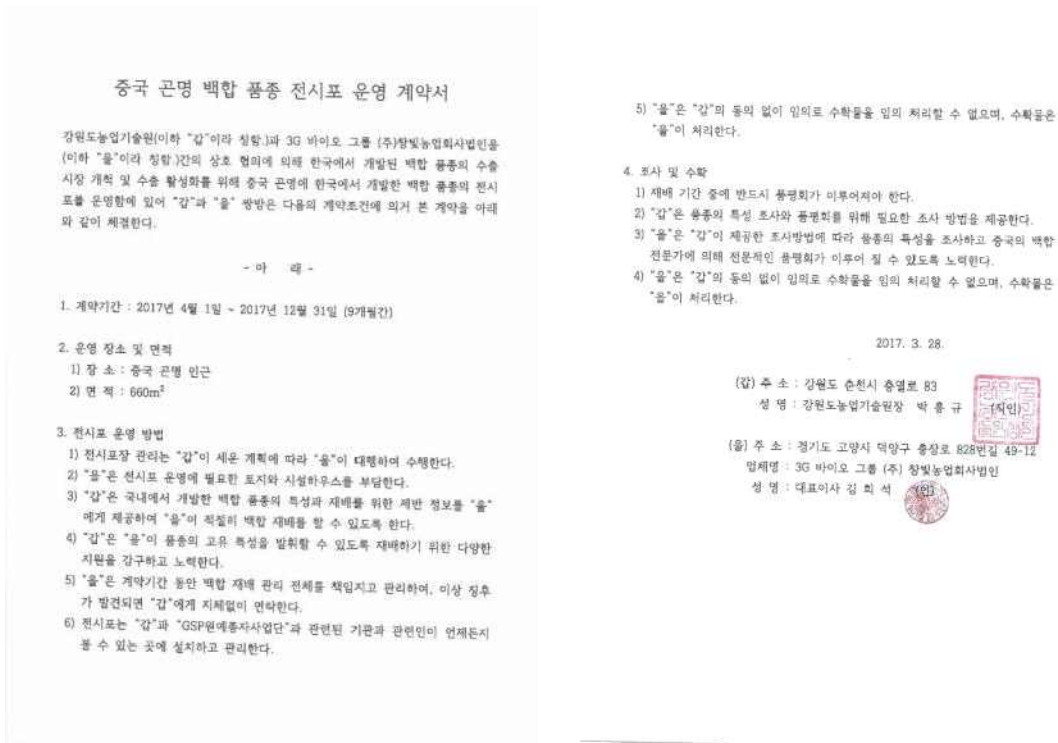 중국 곤명 백합 품종 전시포 운영 계약서
강원도농업기술원(이하 "갑"이라 칭함.)과 3G 바이오 그룹 (주)창빛농업회사법인을
(이하 "을"이라 칭함.)간의 상호 협의에 의해 한국에서 개발된 백합 품종의 수출
시장 개척 및 수출 활성화를 위해 중국 곤명에 한국에서 개발한 백합 품종의 전시
포를 운영함에 있어 "갑"과 "을" 쌍방은 다음의 계약조건에 의거 본 계약을 아래
와 같이 체결한다.
- 아 래 -
1. 계약기간 : 2017년 4월 1일 ~ 2017년 12월 31일 (9개월간)
2. 운영 장소 및 면적
1) 장 소 : 중국 곤명 인근
2) 면 적 : 660m²
3. 전시포 운영 방법
1) 전시포장 관리는 "갑"이 세운 계획에 따라 "을"이 대행하여 수행한다.
2) "을"은 전시포 운영에 필요한 토지와 시설하우스를 부담한다.
3) "갑"은 국내에서 개발한 백합 품종의 특성과 재배를 위한 제반 정보를 "을"
에게 제공하여 "을"이 적절히 백합 재배를 할 수 있도록 한다.
4) "갑"은 "을"이 품종의 고유 특성을 발휘할 수 있도록 재배하기 위한 다양한
지원을 강구하고 노력한다.
5) "을"은 계약기간 동안 백합 재배 관리 전체를 책임지고 관리하여, 이상 징후
가 발견되면 "갑"에게 지체없이 연락한다.
6) 전시포는 "갑"과 "GSP원예종자사업단"과 관련된 기관과 관련인이 언제든지
볼 수 있는 곳에 설치하고 관리한다.
5) "을"은 "갑"의 동의 없이 임의로 수확물을 임의 처리할 수 없으며, 수확물은
"을"이 처리한다.
4. 조사 및 수확
1) 재배 기간 중에 반드시 품평회가 이루어져야 한다.
2) "갑"은 품종의 특성 조사와 품평회를 위해 필요한 조사 방법을 제공한다.
3) "을"은 "갑"이 제공한 조사방법에 따라 품종의 특성을 조사하고 중국의 백합
전문가에 의해 전문적인 품평회가 이루어 질 수 있도록 노력한다.
4) "을"은 "갑"의 동의 없이 임의로 수확물을 임의 처리할 수 없으며, 수확물은
"을"이 처리한다.
2017. 3. 28.
(갑) 주 소 : 강원도 춘천시 충열로 83
성 명 : 강원도농업기술원장 박 흥 규 (직인)
(을) 주 소 : 경기도 고양시 덕양구 충장로 828번길 49-12
업체명 : 3G 바이오 그룹 (주) 창빛농업회사법인
성 명 : 대표이사 김 희 석 (인)